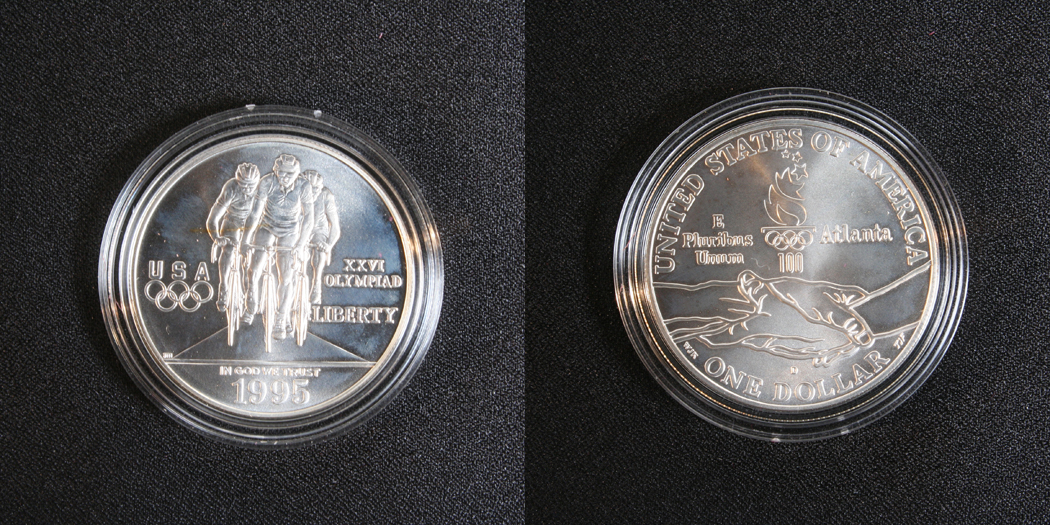 USA
XXVI
OLYMPIAD
LIBERTY
IN GOD WE TRUST
1995
UNITED STATES OF AMERICA
E
Pluribus
Unum
Atlanta
100
D
ONE DOLLAR